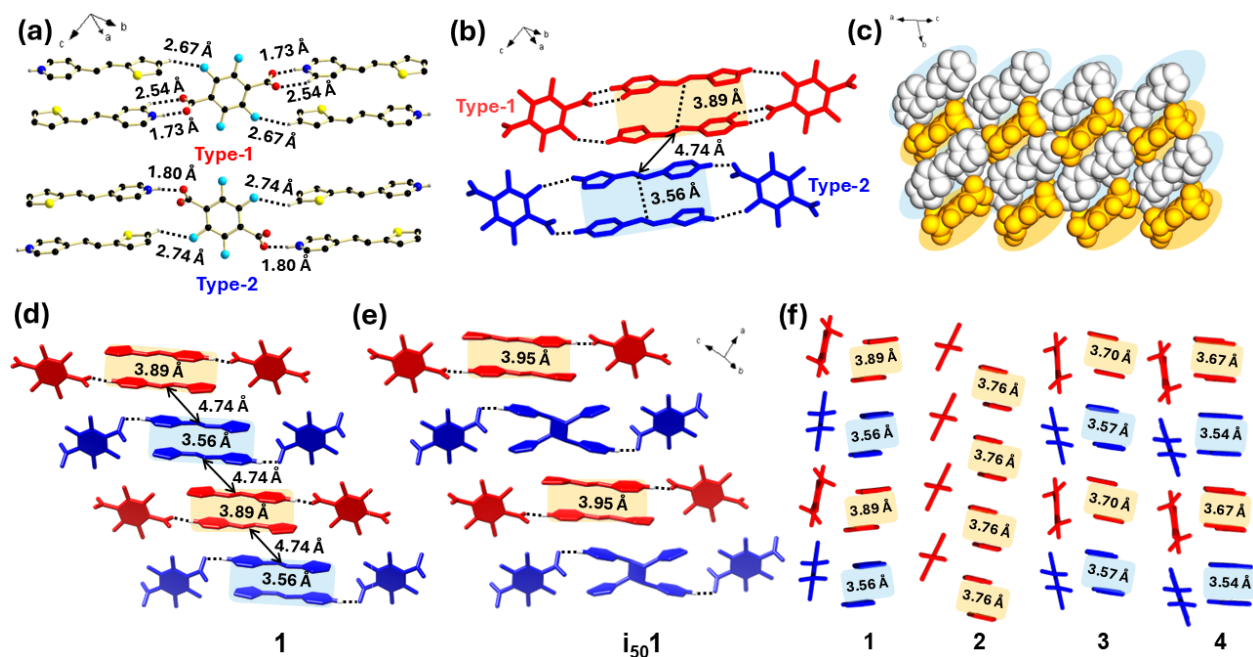 (a)
c
b
a
2.67 Å
1.73 Å
2.54 Å
2.54 Å
1.73 Å
2.67 Å
Type-1
1.80 Å
2.74 Å
2.74 Å
1.80 Å
Type-2
(b)
c
b
a
Type-1
3.89 Å
4.74 Å
3.56 Å
Type-2
(c)
a
c
b
(d)
3.89 Å
4.74 Å
3.56 Å
4.74 Å
3.89 Å
4.74 Å
3.56 Å
1
(e)
3.95 Å
a
c
b
3.95 Å
i₅₀1
(f)
3.89 Å
3.56 Å
3.89 Å
3.56 Å
1
3.76 Å
3.76 Å
3.76 Å
3.76 Å
2
3.70 Å
3.57 Å
3.70 Å
3.57 Å
3
3.67 Å
3.54 Å
3.67 Å
3.54 Å
4